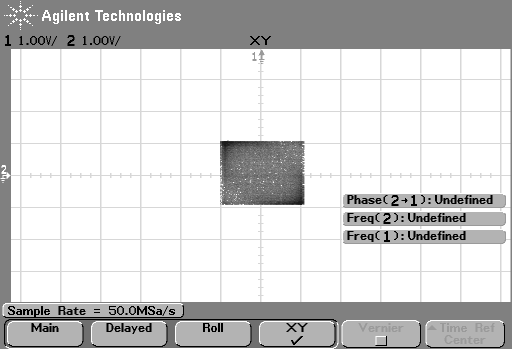 Agilent Technologies
1 1.00V/ 2 1.00V/ XY
1
2
Phase(2→1): Undefined
Freq(2): Undefined
Freq(1): Undefined
Sample Rate = 50.0MSa/s
Main Delayed Roll XY Vernier Time Ref
Center